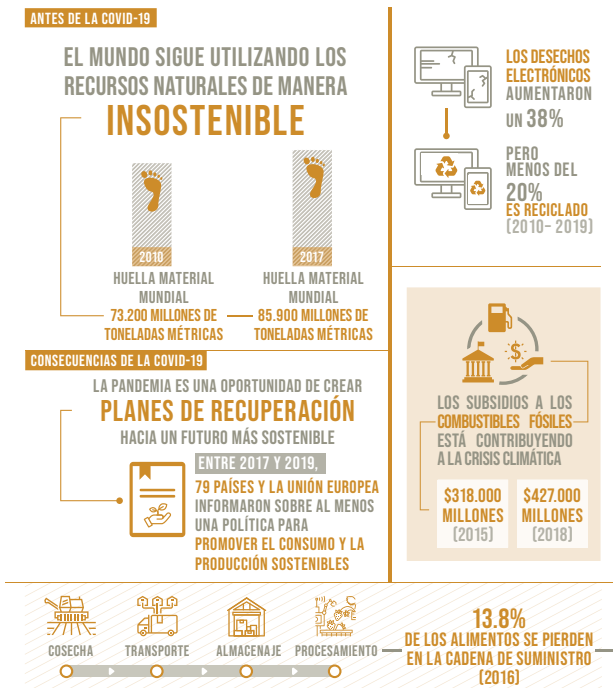 ANTES DE LA COVID-19
EL MUNDO SIGUE UTILIZANDO LOS
RECURSOS NATURALES DE MANERA
INSOSTENIBLE
2010
HUELLA MATERIAL
MUNDIAL
73.200 MILLONES DE
TONELADAS MÉTRICAS
2017
HUELLA MATERIAL
MUNDIAL
85.900 MILLONES DE
TONELADAS MÉTRICAS
LOS DESECHOS
ELECTRÓNICOS
AUMENTARON
UN 38%
PERO
MENOS DEL
20%
ES RECICLADO
(2010- 2019)
CONSECUENCIAS DE LA COVID-19
LA PANDEMIA ES UNA OPORTUNIDAD DE CREAR
PLANES DE RECUPERACIÓN
HACIA UN FUTURO MÁS SOSTENIBLE
ENTRE 2017 Y 2019,
79 PAÍSES Y LA UNIÓN EUROPEA
INFORMARON SOBRE AL MENOS
UNA POLÍTICA PARA
PROMOVER EL CONSUMO Y LA
PRODUCCIÓN SOSTENIBLES
$
LOS SUBSIDIOS A LOS
COMBUSTIBLES FÓSILES
ESTÁ CONTRIBUYENDO
A LA CRISIS CLIMÁTICA
$318.000
MILLONES
(2015)
$427.000
MILLONES
(2018)
COSECHA
TRANSPORTE
ALMACENAJE
PROCESAMIENTO
13.8%
DE LOS ALIMENTOS SE PIERDEN
EN LA CADENA DE SUMINISTRO
(2016)